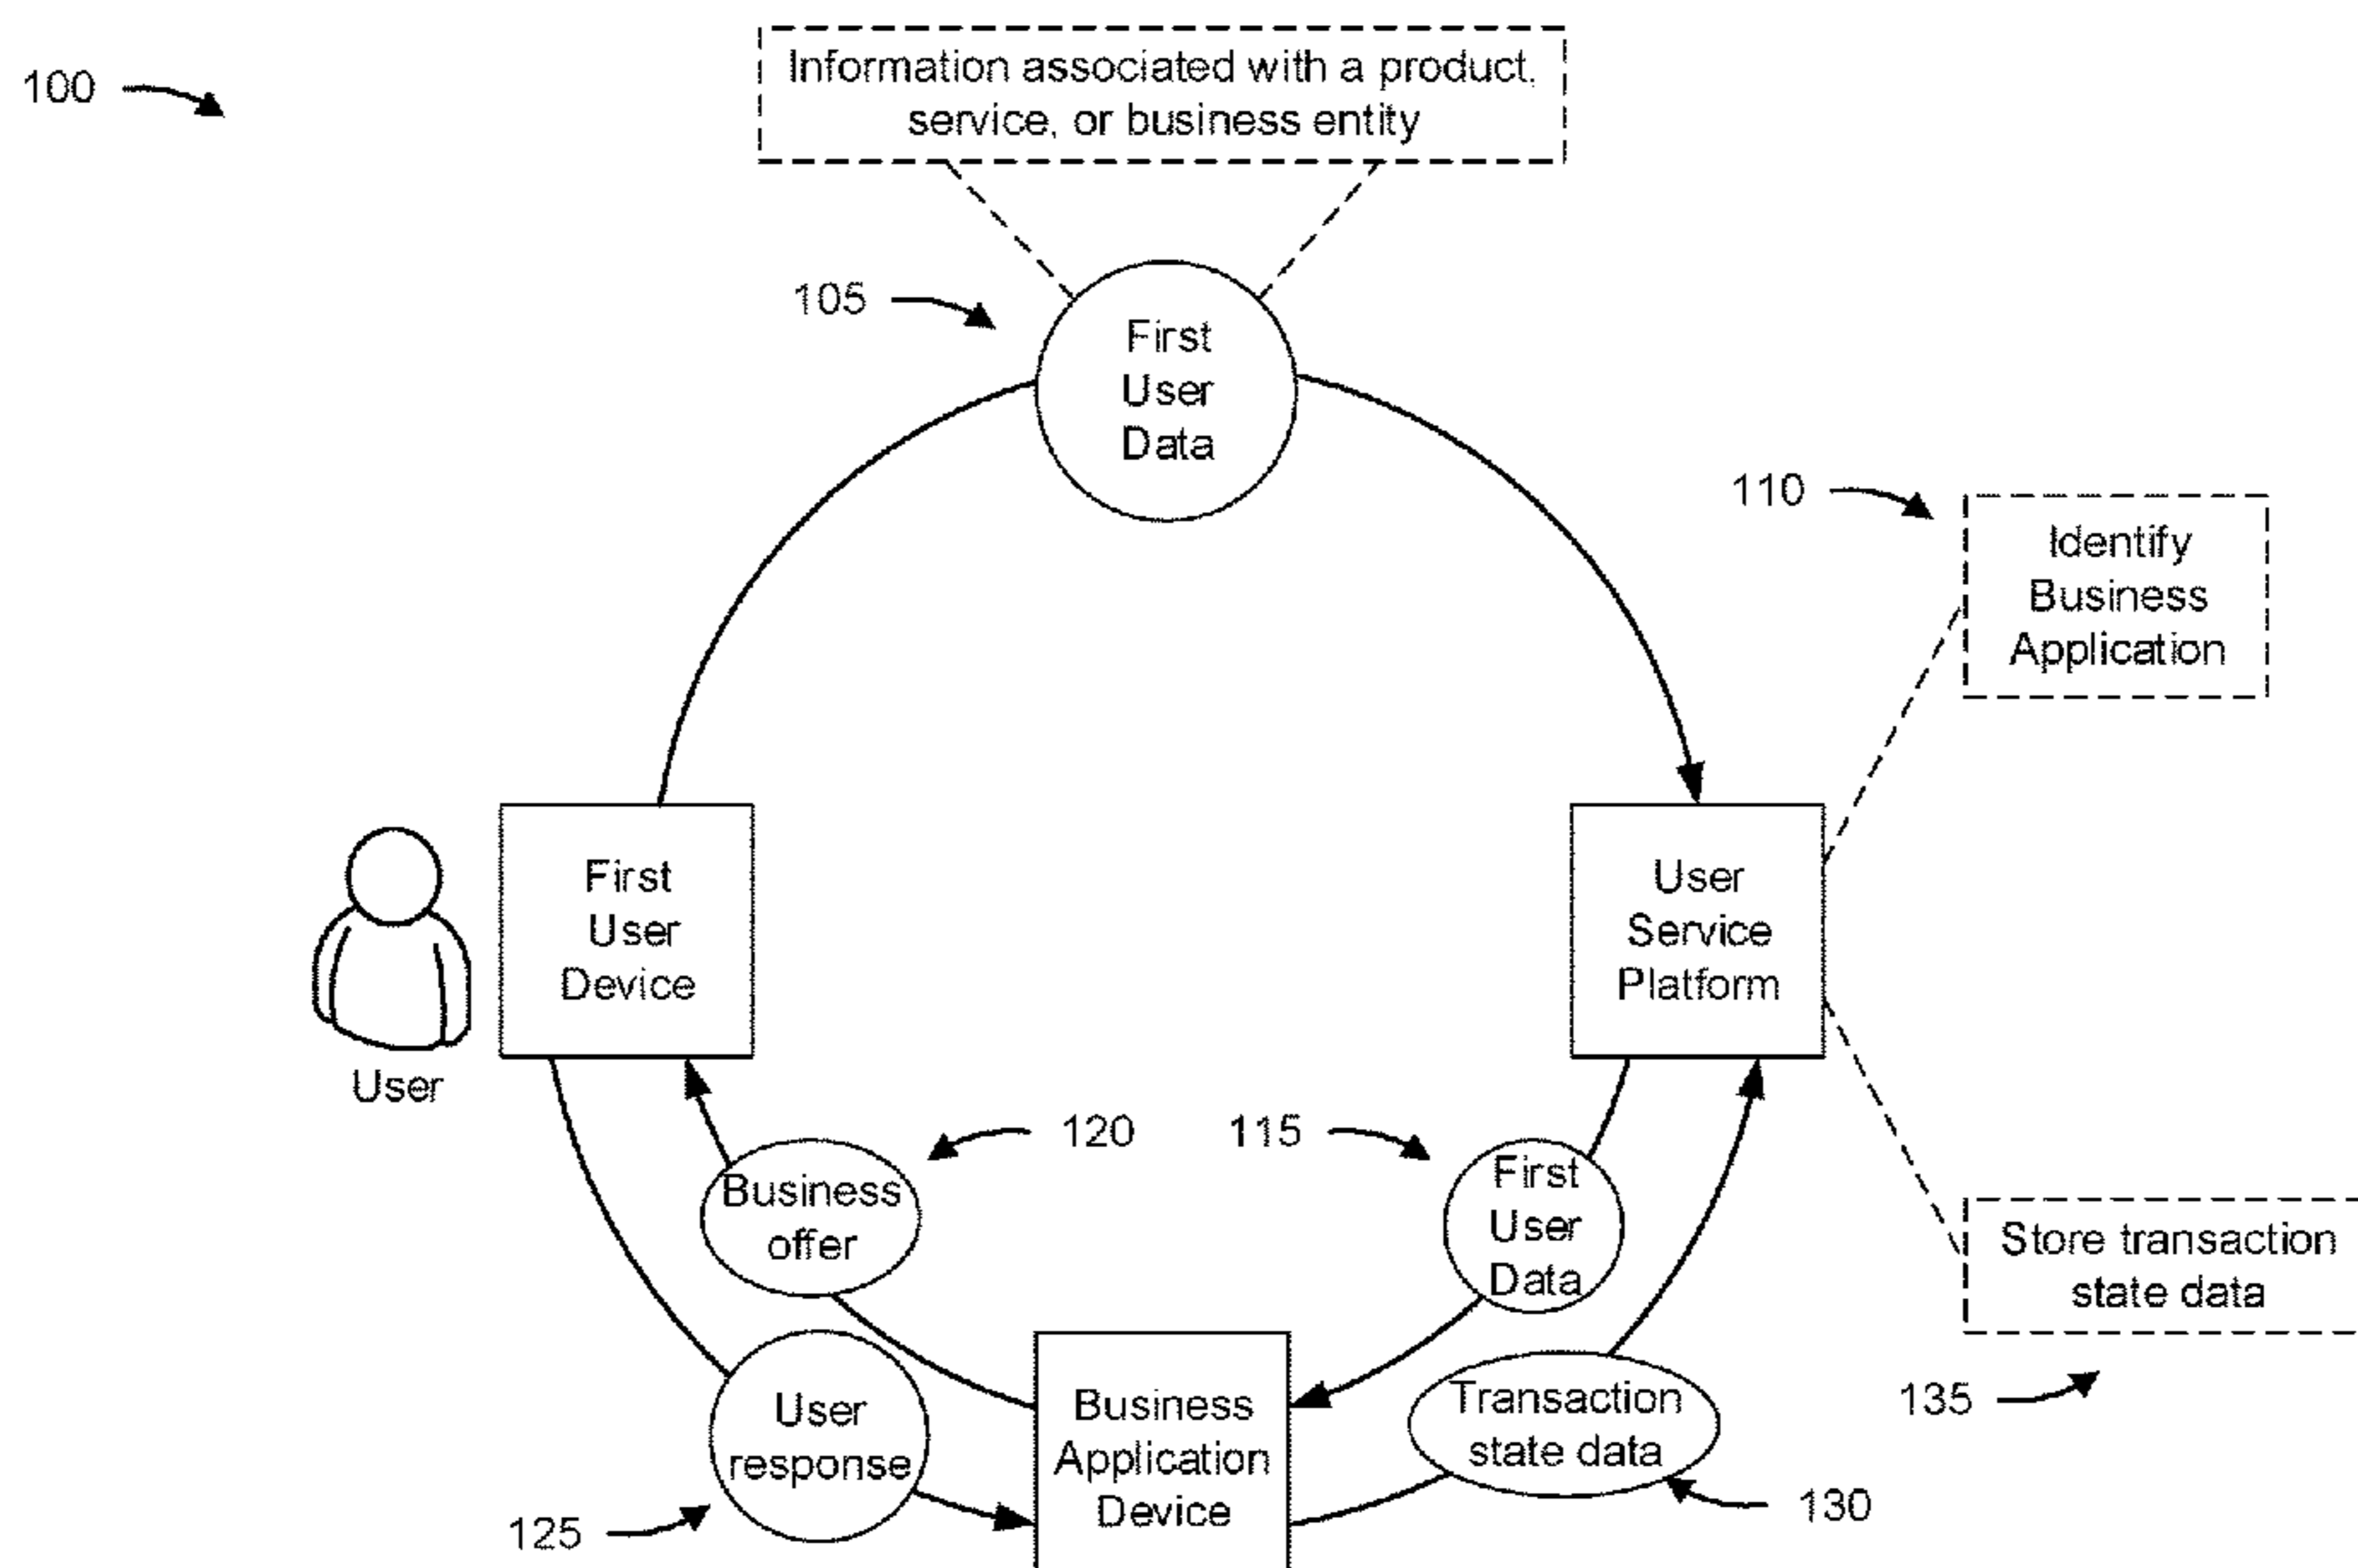 100
Information associated with a product,
service, or business entity
105
First
User
Data
110
Identify
Business
Application
First
User
Device
User
Service
Platform
User
120
115
Business
offer
First
User
Data
Store transaction
state data
135
User
response
125
Business
Application
Device
Transaction
state data
130